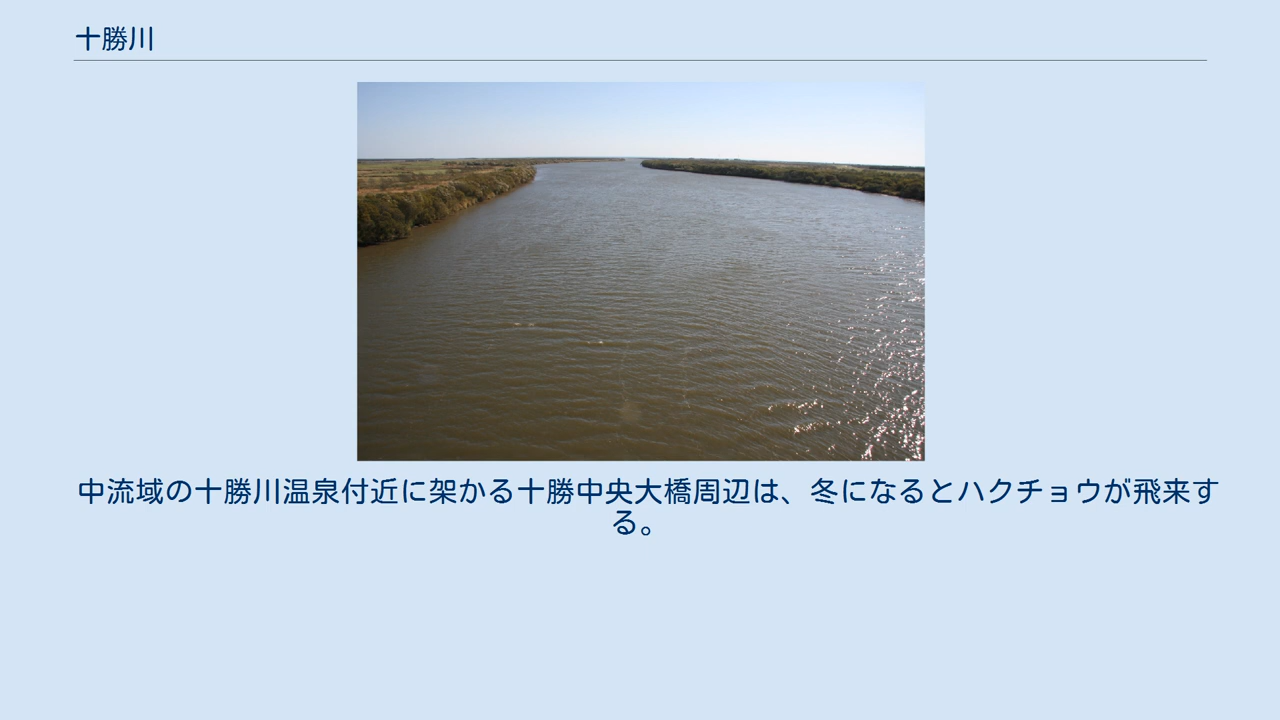 十勝川
中流域の十勝川温泉付近に架かる十勝中央大橋周辺は、冬になるとハクチョウが飛来す
る。